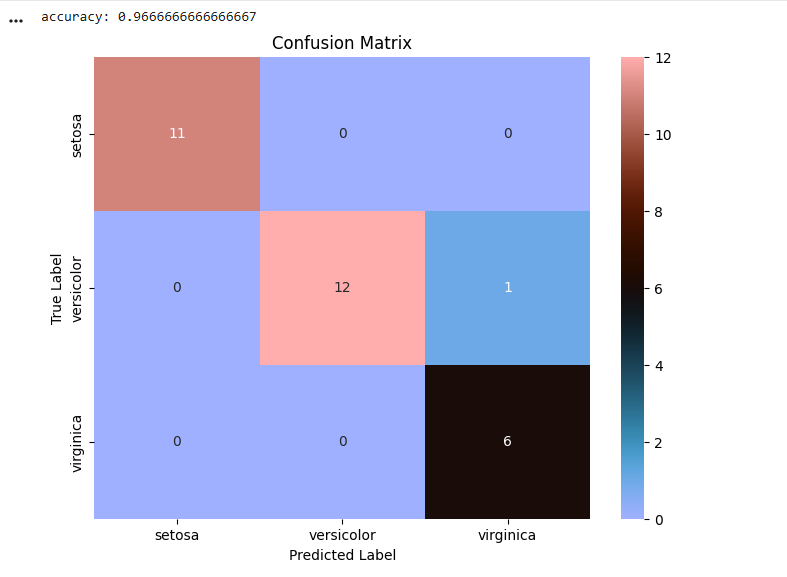 accuracy: 0.9666666666666667
Confusion Matrix
12
10
8
6
4
2
0
True Label
setosa
versicolor
virginica
11 0 0
0 12 1
0 0 6
setosa versicolor virginica
Predicted Label